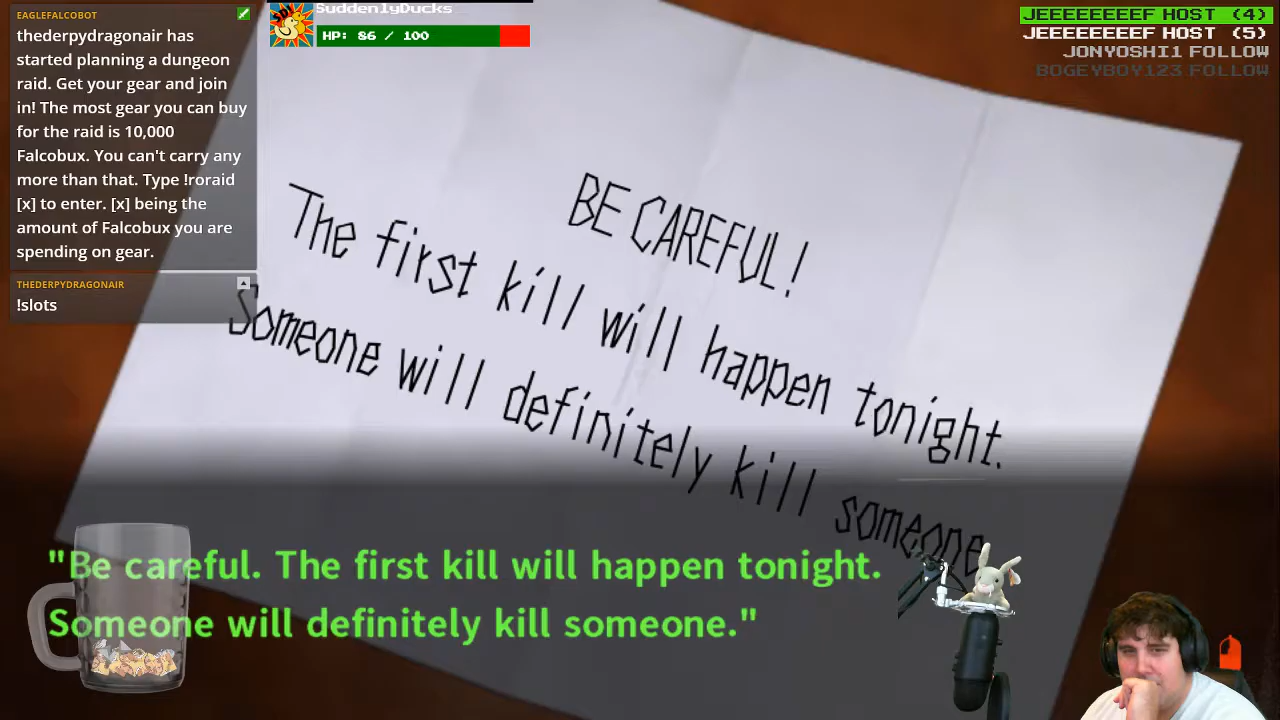 EAGLEFALCOBOT
thederpydragonair has
started planning a dungeon
raid. Get your gear and join
in! The most gear you can buy
for the raid is 10,000
Falcobux. You can't carry any
more than that. Type !roraid
[x] to enter. [x] being the
amount of Falcobux you are
spending on gear.
THEDERPYDRAGONAIR
!slots
SuddenlyDucks
HP: 86 / 100
JEEEEEEEEF HOST (4)
JEEEEEEEEF HOST (5)
JONYOSHI1 FOLLOW
BOGEYBOY123 FOLLOW
BE CAREFUL!
The first kill will happen tonight.
Someone will definitely kill someone.
"Be careful. The first kill will happen tonight.
Someone will definitely kill someone."